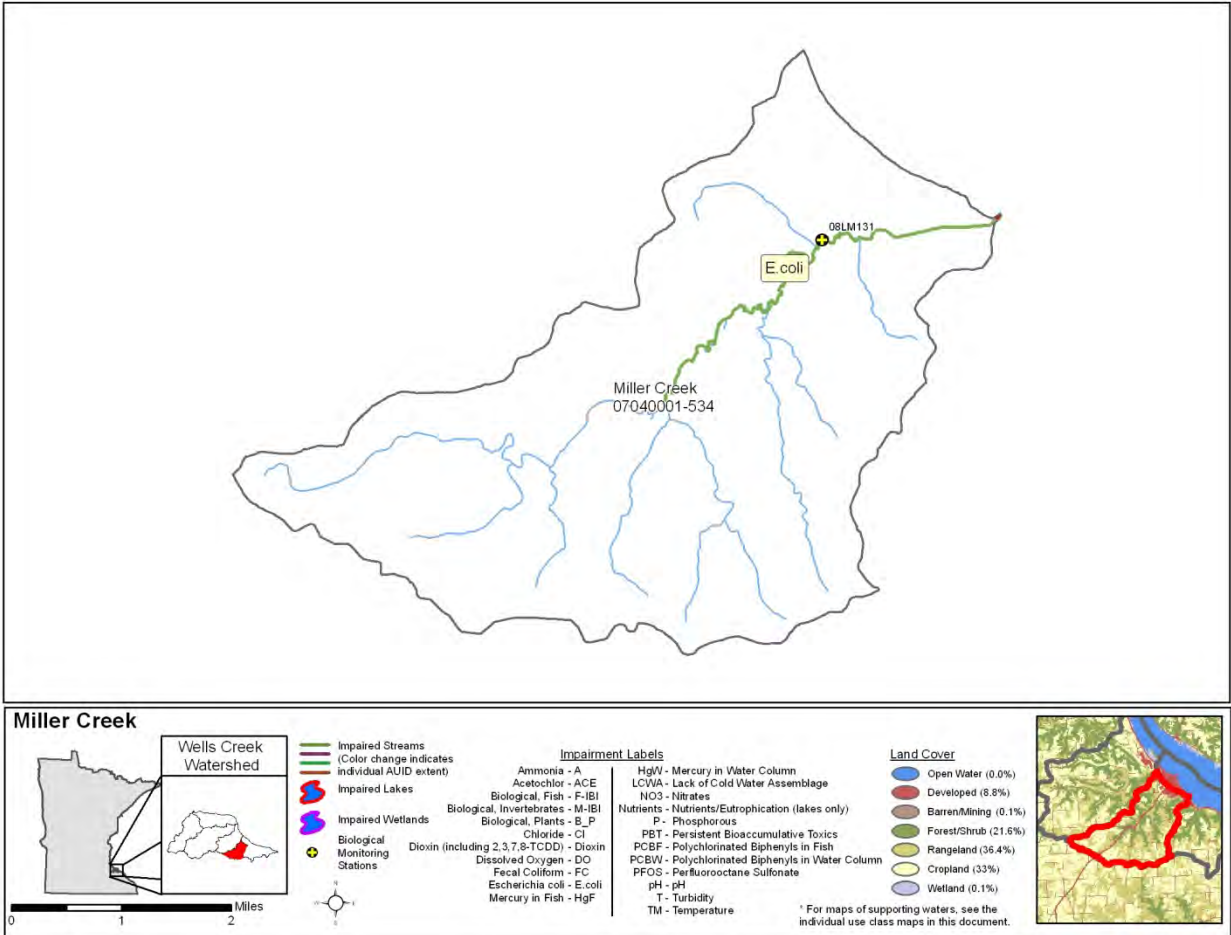 08LM131
E.coli
Miller Creek
07040001-534
Miller Creek
Wells Creek
Watershed
Impaired Streams
(Color change indicates
individual AUID extent)
Impaired Lakes
Impaired Wetlands
Biological
Monitoring
Stations
0 1 2 Miles
N
W E
S
Impairment Labels
Ammonia - A
Acetochlor - ACE
Biological, Fish - F-IBI
Biological, Invertebrates - M-IBI
Biological, Plants - B_P
Chloride - Cl
Dioxin (including 2,3,7,8-TCDD) - Dioxin
Dissolved Oxygen - DO
Fecal Coliform - FC
Escherichia coli - E.coli
Mercury in Fish - HgF
HgW - Mercury in Water Column
LCWA - Lack of Cold Water Assemblage
NO3 - Nitrates
Nutrients - Nutrients/Eutrophication (lakes only)
P - Phosphorous
PBT - Persistent Bioaccumulative Toxics
PCBF - Polychlorinated Biphenyls in Fish
PCBW - Polychlorinated Biphenyls in Water Column
PFOS - Perfluorooctane Sulfonate
pH - pH
T - Turbidity
TM - Temperature
Land Cover
Open Water (0.0%)
Developed (8.8%)
Barren/Mining (0.1%)
Forest/Shrub (21.6%)
Rangeland (36.4%)
Cropland (33%)
Wetland (0.1%)
* For maps of supporting waters, see the
individual use class maps in this document.